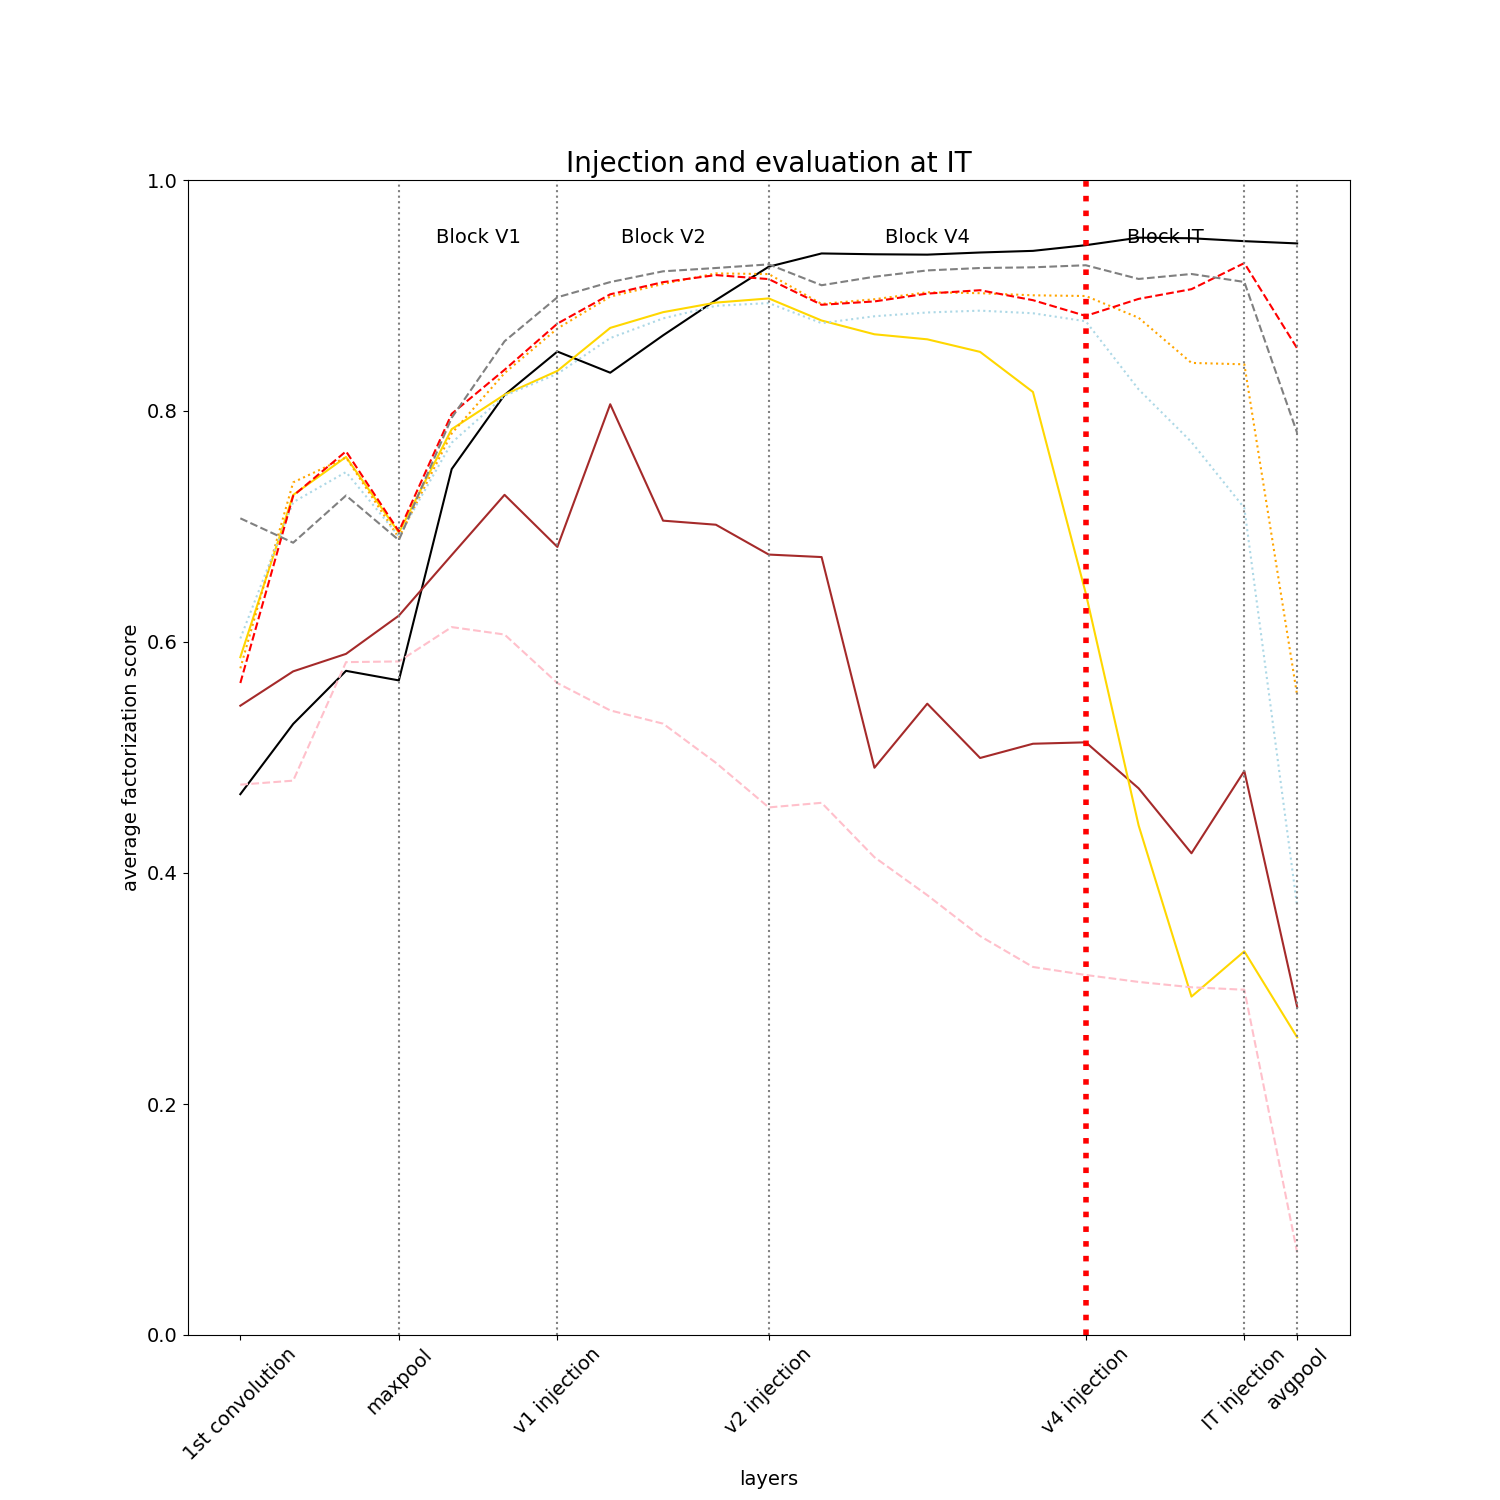 Injection and evaluation at IT
1.0
Block V1
Block V2
Block V4
Block IT
0.8
0.6
0.4
0.2
0.0
average factorization score
1st convolution
maxpool
v1 injection
v2 injection
v4 injection
IT injection
avgpool
layers